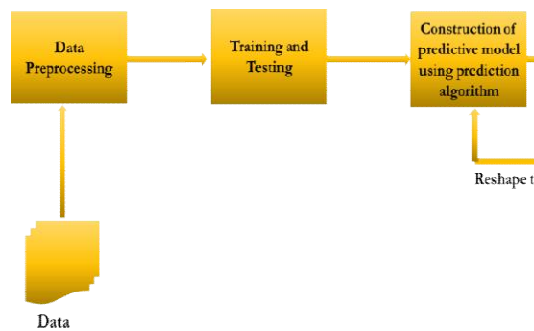 Data
Preprocessing
Training and
Testing
Construction of
predictive model
using prediction
algorithm
Reshape t
Data